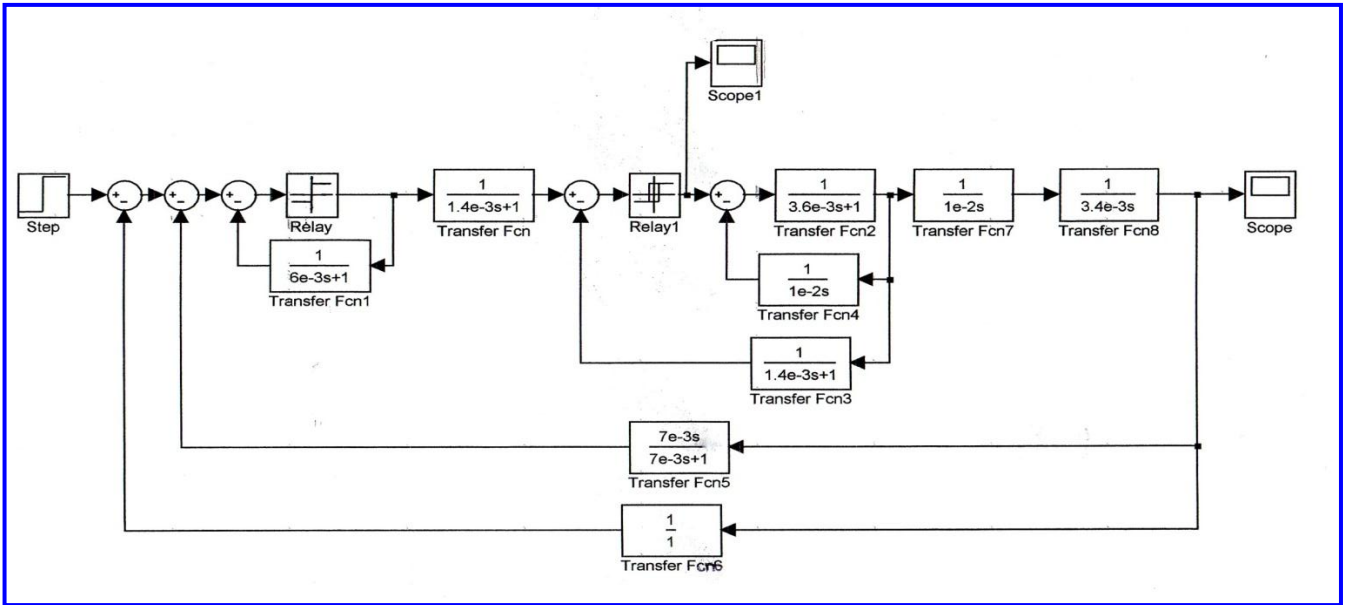 Scope1
Step
+
−
+
−
+
−
Relay
1
1.4e-3s+1
Transfer Fcn
+
−
Relay1
+
−
1
3.6e-3s+1
Transfer Fcn2
1
1e-2s
Transfer Fcn7
1
3.4e-3s
Transfer Fcn8
Scope
1
6e-3s+1
Transfer Fcn1
1
1e-2s
Transfer Fcn4
1
1.4e-3s+1
Transfer Fcn3
7e-3s
7e-3s+1
Transfer Fcn5
1
1
Transfer Fcn6